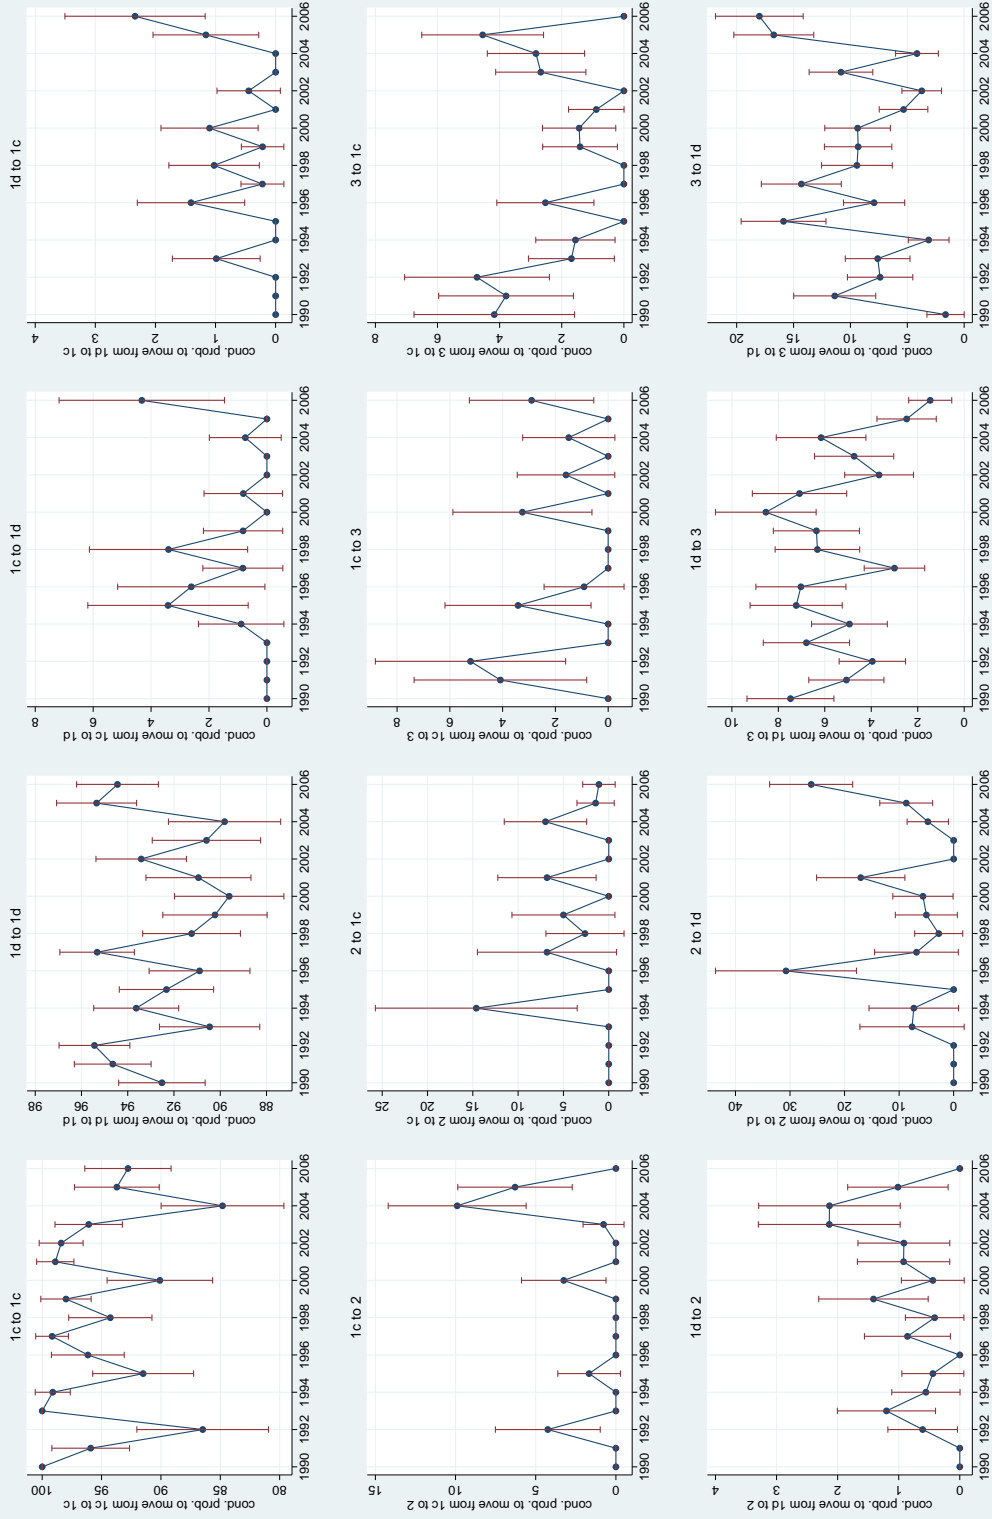 1c to 1c
cond. prob. to move from 1c to 1c
100
95
90
85
80
1990 1992 1994 1996 1998 2000 2002 2004 2006
1d to 1d
cond. prob. to move from 1d to 1d
98
96
94
92
90
88
1990 1992 1994 1996 1998 2000 2002 2004 2006
1c to 1d
cond. prob. to move from 1c to 1d
8
6
4
2
0
1990 1992 1994 1996 1998 2000 2002 2004 2006
1d to 1c
cond. prob. to move from 1d to 1c
4
3
2
1
0
1990 1992 1994 1996 1998 2000 2002 2004 2006
1c to 2
cond. prob. to move from 1c to 2
15
10
5
0
1990 1992 1994 1996 1998 2000 2002 2004 2006
2 to 1c
cond. prob. to move from 2 to 1c
25
20
15
10
5
0
1990 1992 1994 1996 1998 2000 2002 2004 2006
1c to 3
cond. prob. to move from 1c to 3
8
6
4
2
0
1990 1992 1994 1996 1998 2000 2002 2004 2006
3 to 1c
cond. prob. to move from 3 to 1c
8
6
4
2
0
1990 1992 1994 1996 1998 2000 2002 2004 2006
1d to 2
cond. prob. to move from 1d to 2
4
3
2
1
0
1990 1992 1994 1996 1998 2000 2002 2004 2006
2 to 1d
cond. prob. to move from 2 to 1d
40
30
20
10
0
1990 1992 1994 1996 1998 2000 2002 2004 2006
1d to 3
cond. prob. to move from 1d to 3
10
8
6
4
2
0
1990 1992 1994 1996 1998 2000 2002 2004 2006
3 to 1d
cond. prob. to move from 3 to 1d
20
15
10
5
0
1990 1992 1994 1996 1998 2000 2002 2004 2006